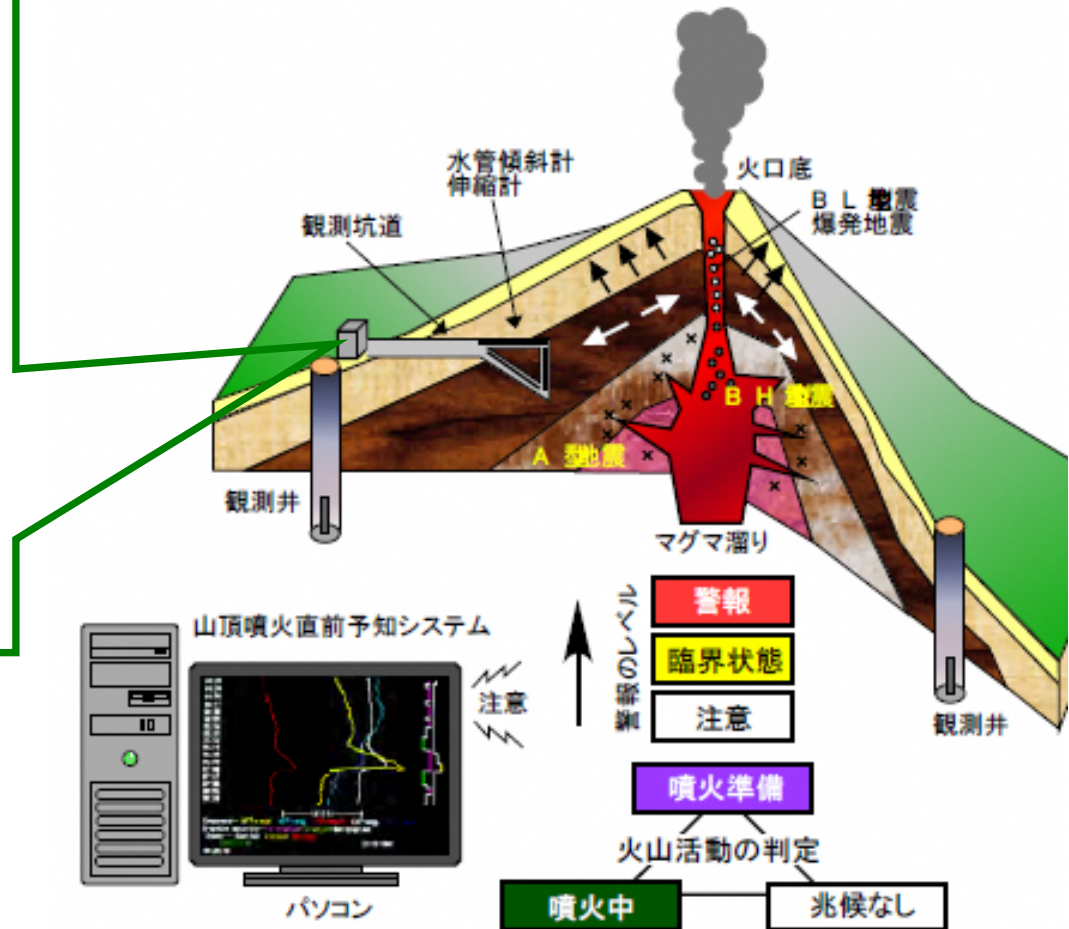 水管傾斜計
伸縮計
火口底
観測坑道
B L 型地震
爆発地震
B H 型地震
A 型地震
観測井
マグマ溜り
観測井
山頂噴火直前予知システム
注意
警報のレベル
警報
臨界状態
注意
噴火準備
火山活動の判定
噴火中
兆候なし
パソコン